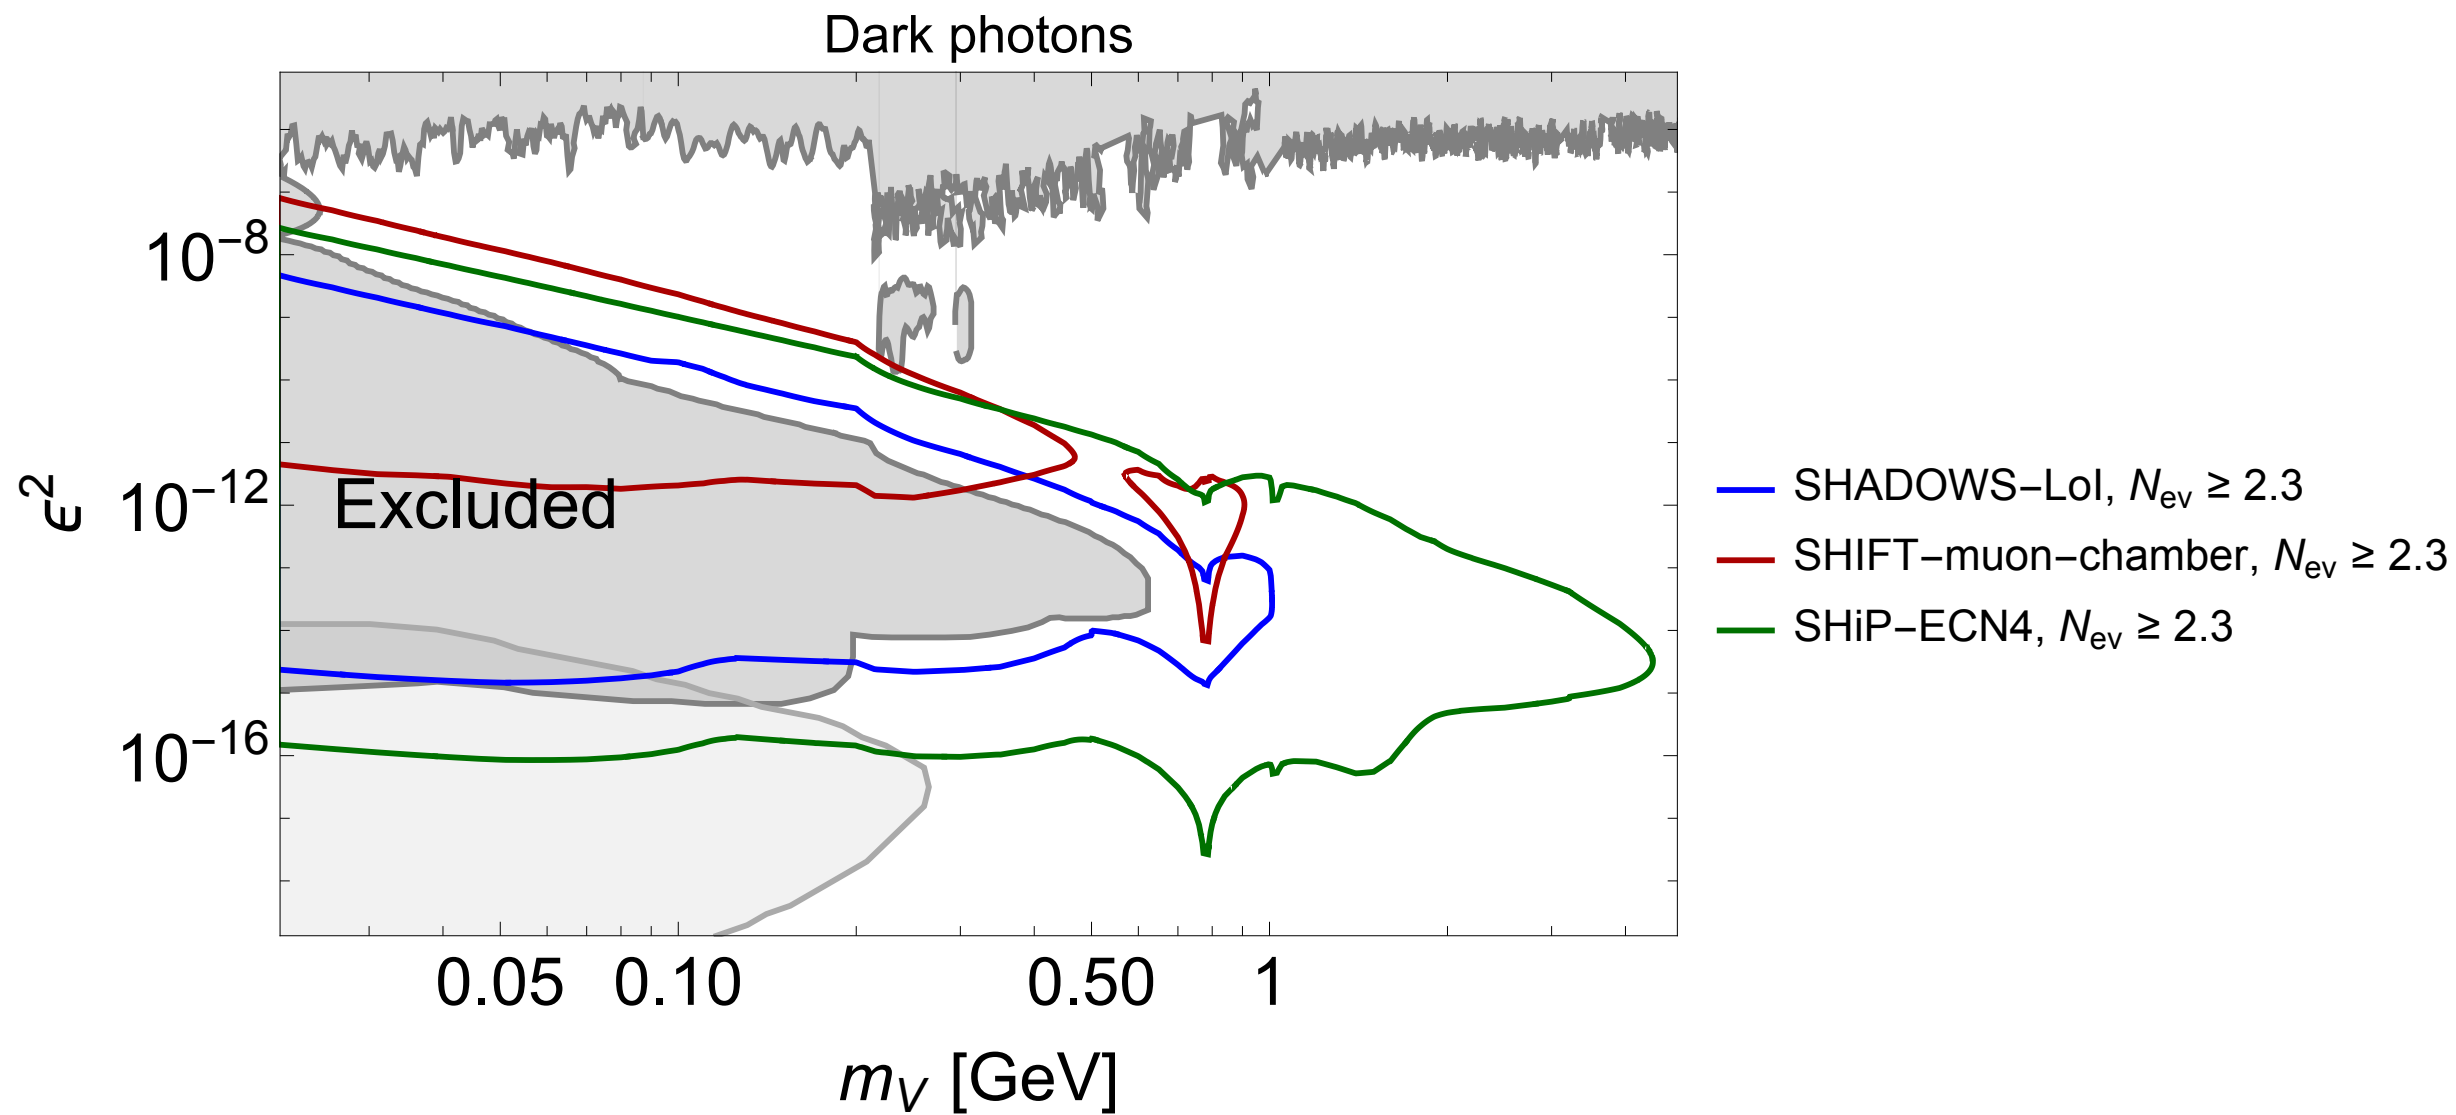 Dark photons
ϵ²
10⁻⁸
10⁻¹²
10⁻¹⁶
Excluded
0.05 0.10 0.50 1
m_V [GeV]
SHADOWS−LoI, N_ev ≥ 2.3
SHIFT−muon−chamber, N_ev ≥ 2.3
SHiP−ECN4, N_ev ≥ 2.3